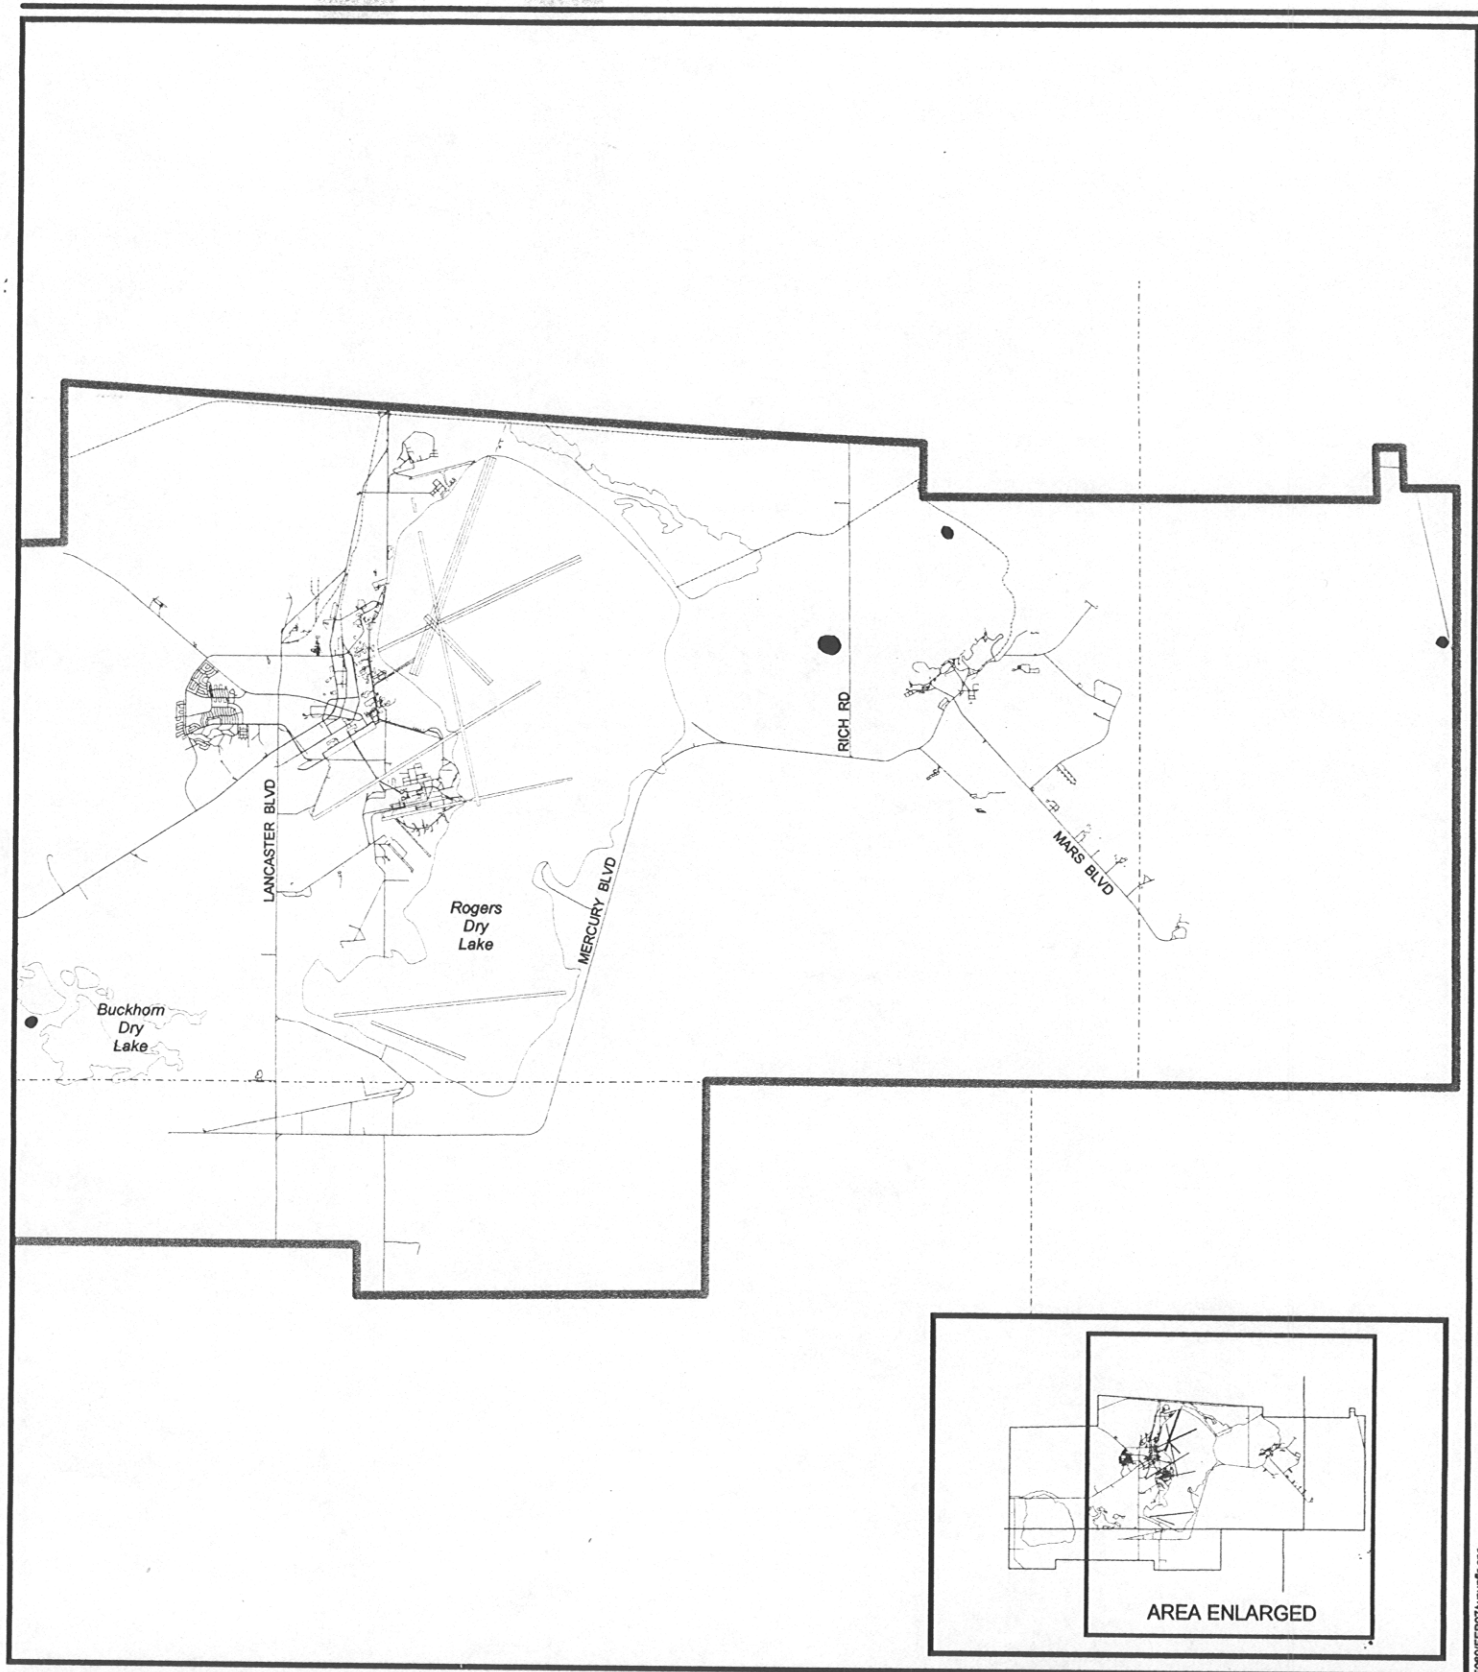 RICH RD
LANCASTER BLVD
MERCURY BLVD
MARS BLVD
Rogers
Dry
Lake
Buckhorn
Dry
Lake
AREA ENLARGED